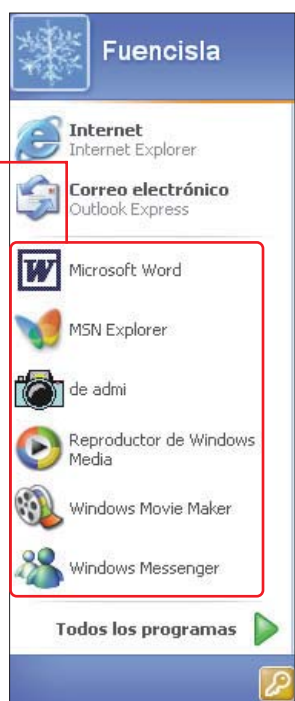 Fuencisla
Internet
Internet Explorer
Correo electrónico
Outlook Express
W
Microsoft Word
MSN Explorer
de admi
Reproductor de Windows
Media
Windows Movie Maker
Windows Messenger
Todos los programas